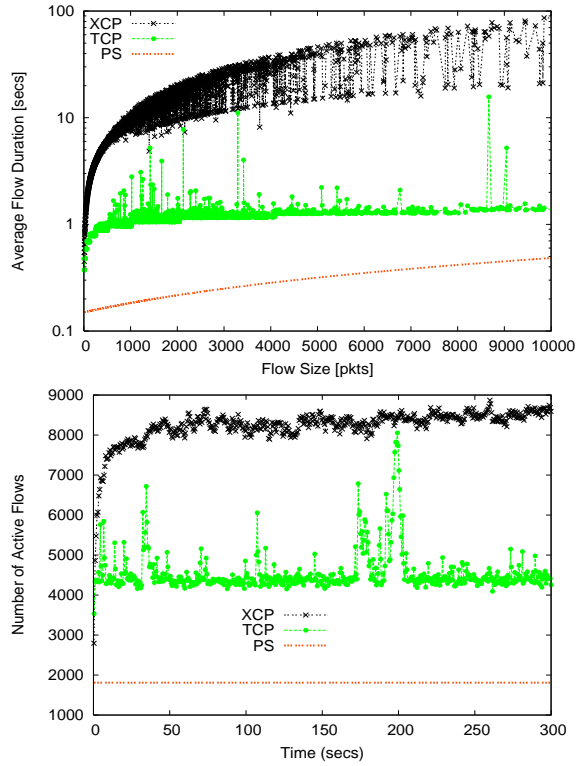 Average Flow Duration [secs]
100
10
1
0.1
XCP
TCP
PS
0 1000 2000 3000 4000 5000 6000 7000 8000 9000 10000
Flow Size [pkts]
Number of Active Flows
9000
8000
7000
6000
5000
4000
3000
2000
1000
XCP
TCP
PS
0 50 100 150 200 250 300
Time (secs)